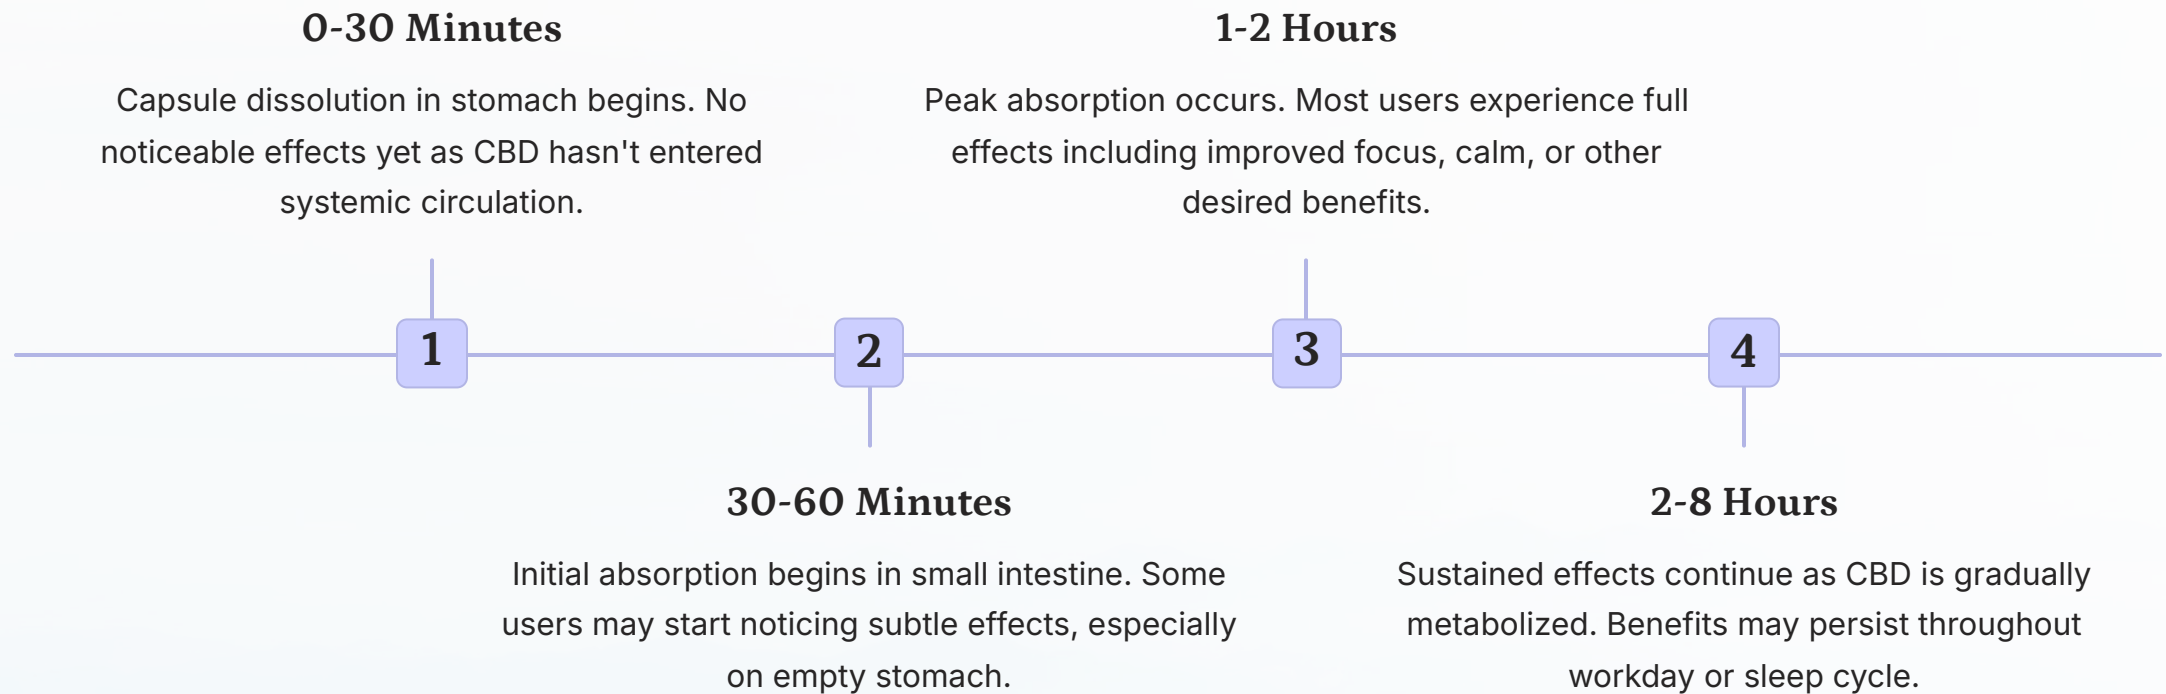 0-30 Minutes
Capsule dissolution in stomach begins. No
noticeable effects yet as CBD hasn't entered
systemic circulation.
1
30-60 Minutes
Initial absorption begins in small intestine. Some
users may start noticing subtle effects, especially
on empty stomach.
2
1-2 Hours
Peak absorption occurs. Most users experience full
effects including improved focus, calm, or other
desired benefits.
3
2-8 Hours
Sustained effects continue as CBD is gradually
metabolized. Benefits may persist throughout
workday or sleep cycle.
4